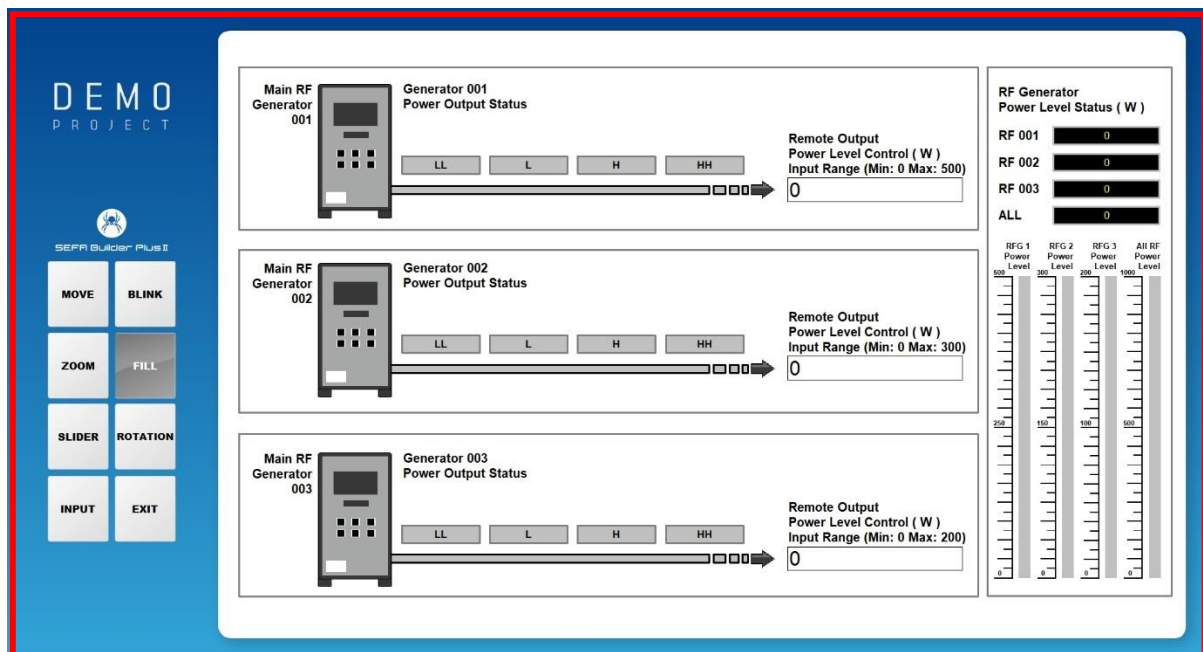 DEMO
PROJECT
SEFA Builder Plus II
MOVE
BLINK
ZOOM
FILL
SLIDER
ROTATION
INPUT
EXIT
Main RF
Generator
001
Generator 001
Power Output Status
LL
L
H
HH
Remote Output
Power Level Control ( W )
Input Range (Min: 0 Max: 500)
0
Main RF
Generator
002
Generator 002
Power Output Status
LL
L
H
HH
Remote Output
Power Level Control ( W )
Input Range (Min: 0 Max: 300)
0
Main RF
Generator
003
Generator 003
Power Output Status
LL
L
H
HH
Remote Output
Power Level Control ( W )
Input Range (Min: 0 Max: 200)
0
RF Generator
Power Level Status ( W )
RF 001
0
RF 002
0
RF 003
0
ALL
0
RFG 1
Power
Level
RFG 2
Power
Level
RFG 3
Power
Level
All RF
Power
Level
300
200
1000
250
150
100
500
0
0
0
0